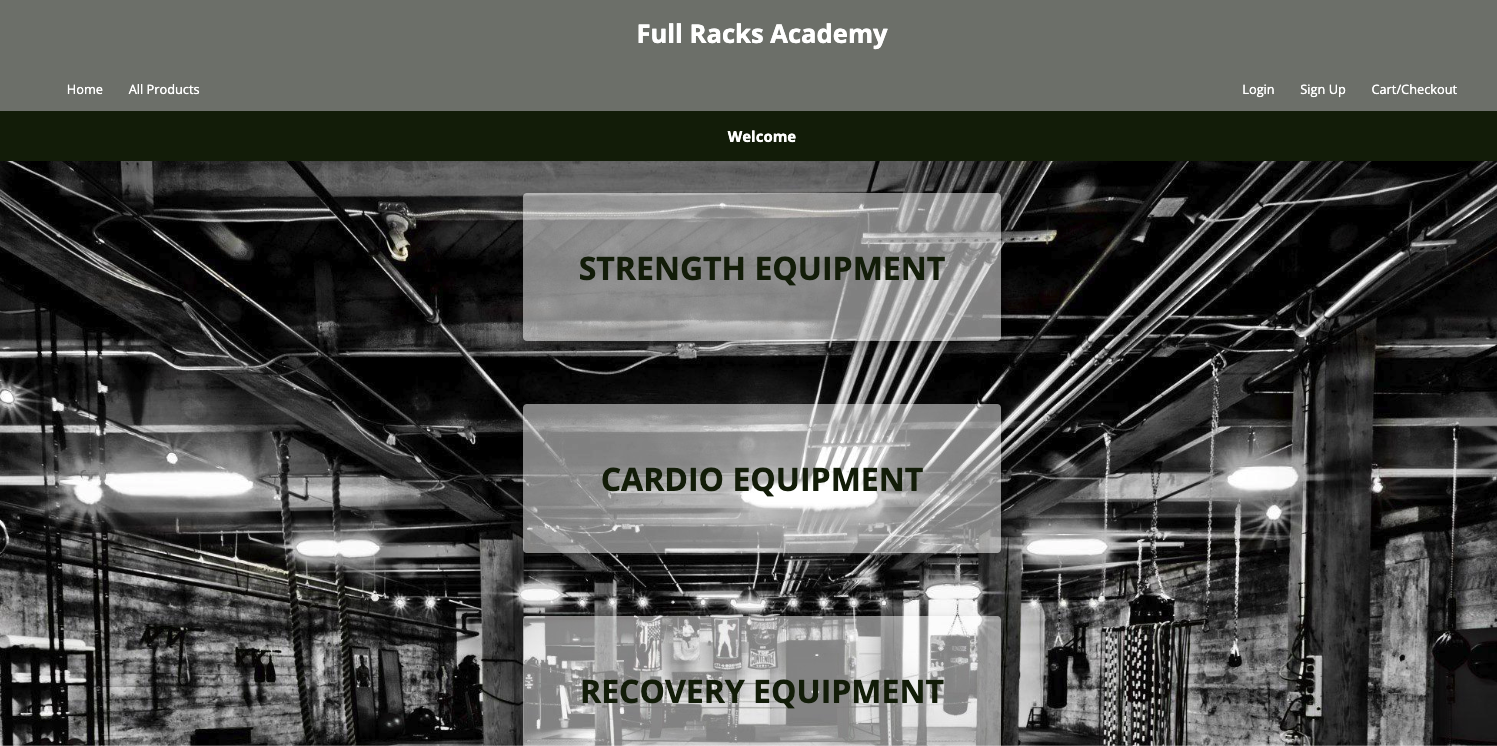 Full Racks Academy
Home All Products Login Sign Up Cart/Checkout
Welcome
STRENGTH EQUIPMENT
CARDIO EQUIPMENT
RECOVERY EQUIPMENT